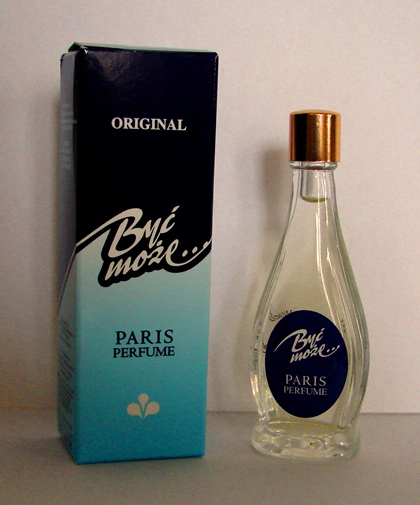 ORIGINAL
Być
może...
PARIS
PERFUME
Być
może...
PARIS
PERFUME